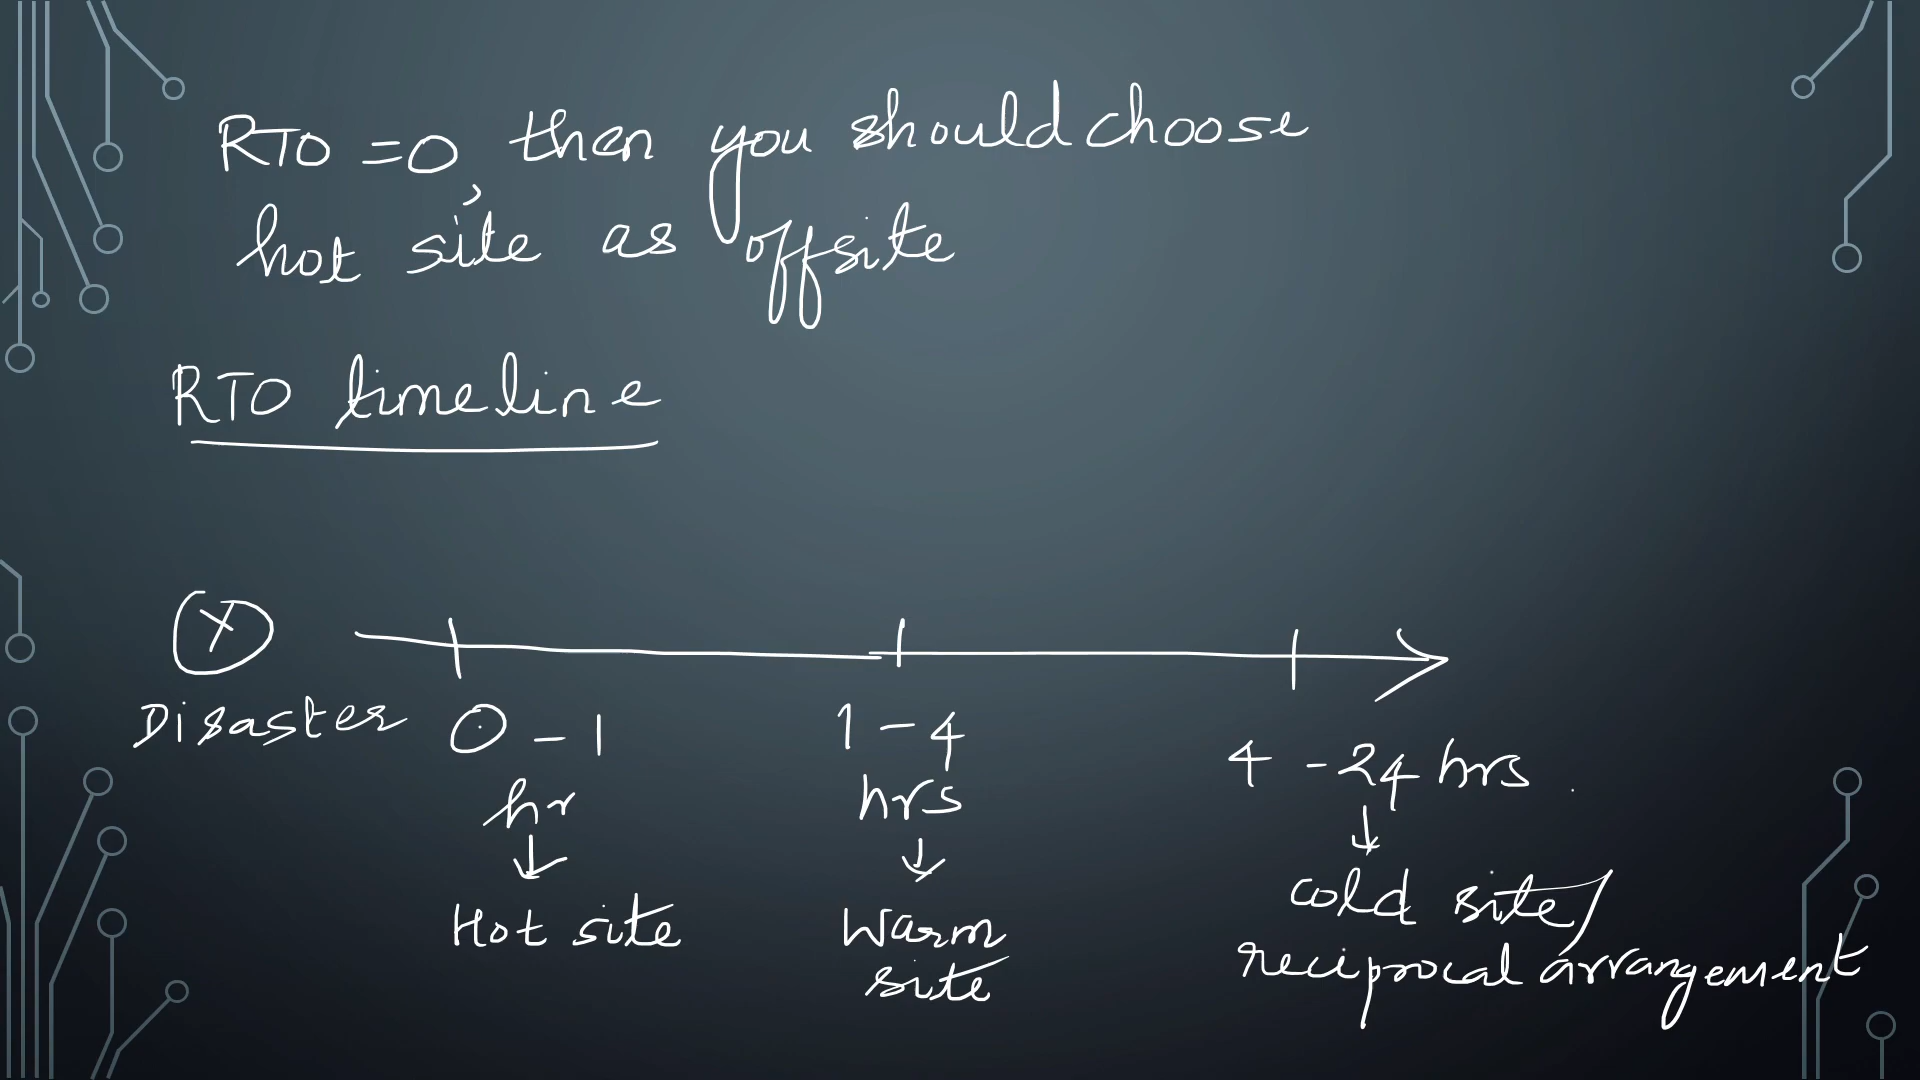 RTO = 0, then you should choose
hot site as offsite
RTO timeline
X
Disaster
0 - 1
hr
↓
Hot site
1 - 4
hrs
↓
Warm
site
4 - 24 hrs
↓
cold site/
reciprocal arrangement